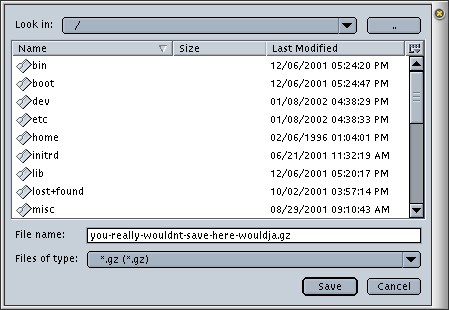 Look in: / ..
Name Size Last Modified
bin 12/06/2001 05:24:20 PM
boot 12/06/2001 05:24:47 PM
dev 01/08/2002 04:38:29 PM
etc 01/08/2002 04:38:33 PM
home 02/06/1996 01:04:01 PM
initrd 06/21/2001 11:32:19 AM
lib 12/06/2001 05:20:17 PM
lost+found 10/02/2001 03:57:14 PM
misc 08/29/2001 09:10:43 AM
File name: you-really-wouldnt-save-here-wouldja.gz
Files of type: *.gz (*.gz)
Save Cancel